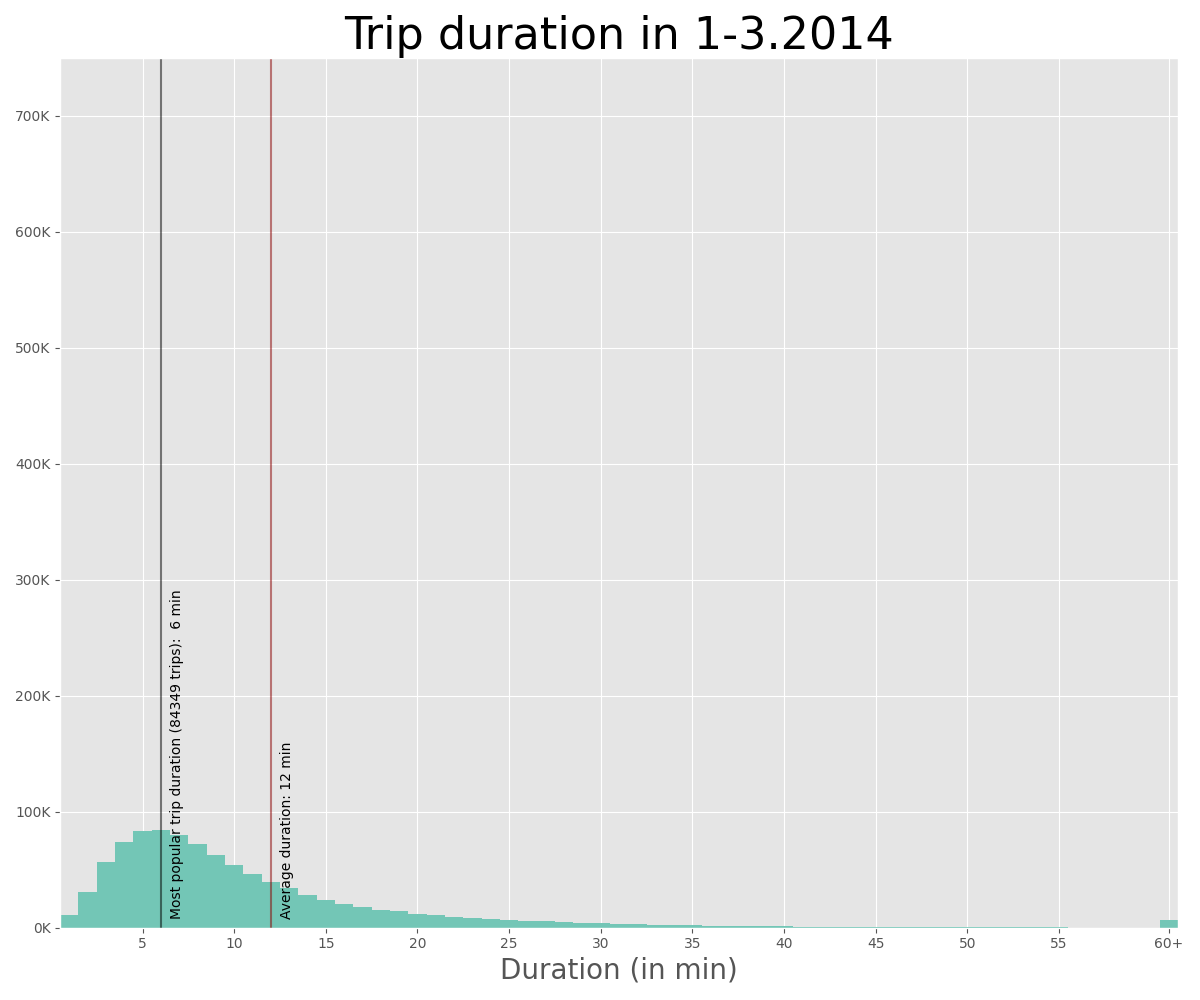 Trip duration in 1-3.2014
700K
600K
500K
400K
300K
200K
100K
0K
Most popular trip duration (84349 trips):  6 min
Average duration: 12 min
5 10 15 20 25 30 35 40 45 50 55 60+
Duration (in min)